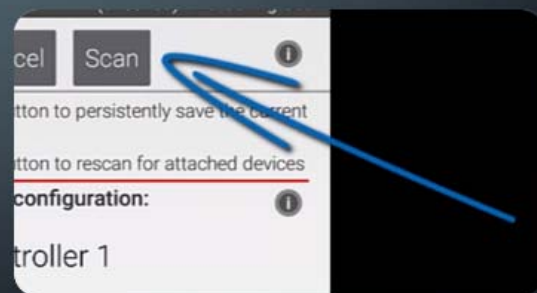 cel Scan
tton to persistently save the current
tton to rescan for attached devices
configuration:
troller 1